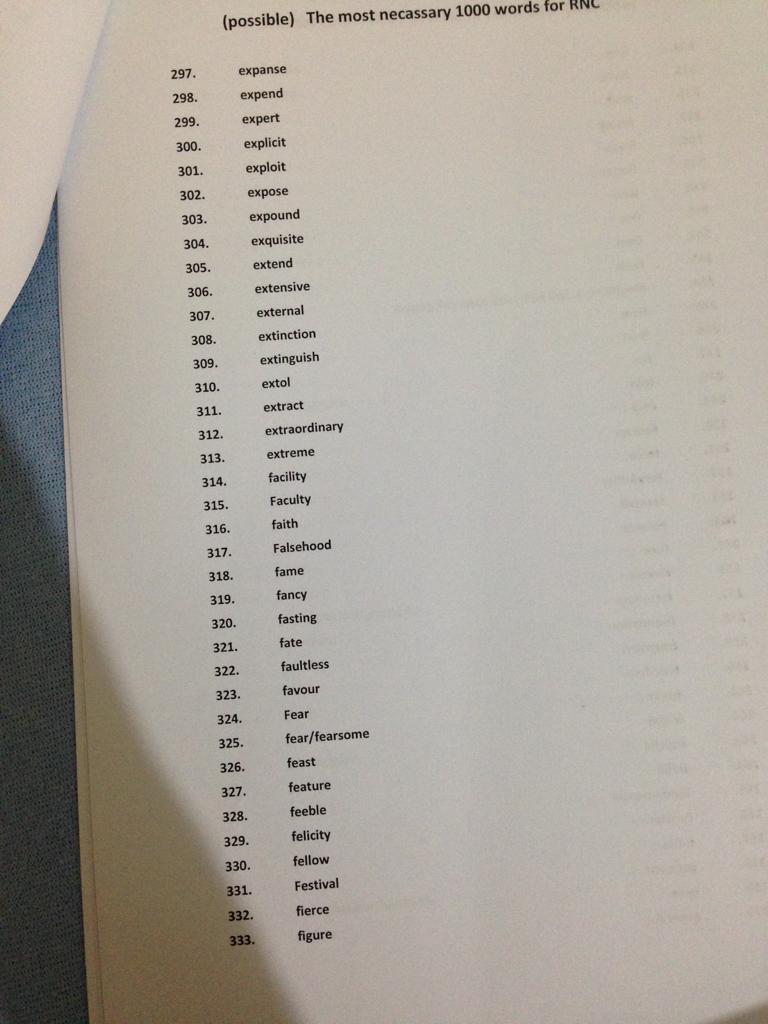 (possible) The most necassary 1000 words for RNC
297. expanse
298. expend
299. expert
300. explicit
301. exploit
302. expose
303. expound
304. exquisite
305. extend
306. extensive
307. external
308. extinction
309. extinguish
310. extol
311. extract
312. extraordinary
313. extreme
314. facility
315. Faculty
316. faith
317. Falsehood
318. fame
319. fancy
320. fasting
321. fate
322. faultless
323. favour
324. Fear
325. fear/fearsome
326. feast
327. feature
328. feeble
329. felicity
330. fellow
331. Festival
332. fierce
333. figure